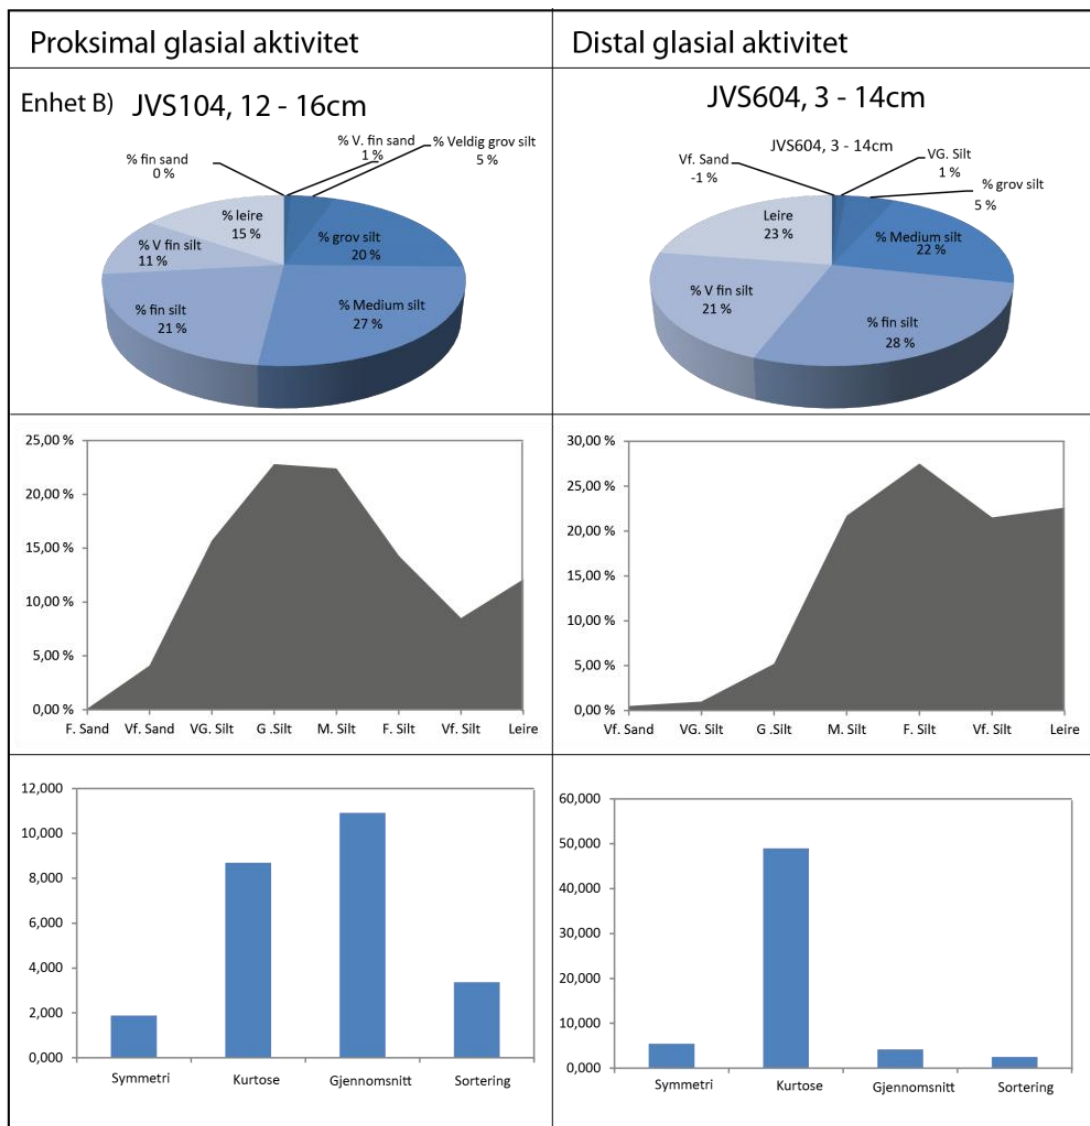 Proksimal glasial aktivitet
Distal glasial aktivitet
Enhet B) JVS104, 12 - 16cm
% fin sand
0 %
% V. fin sand
1 %
% Veldig grov silt
5 %
% leire
15 %
% grov silt
20 %
% V fin silt
11 %
% fin silt
21 %
% Medium silt
27 %
JVS604, 3 - 14cm
JVS604, 3 - 14cm
Vf. Sand
-1 %
VG. Silt
1 %
% grov silt
5 %
Leire
23 %
% Medium silt
22 %
% V fin silt
21 %
% fin silt
28 %
25,00 %
20,00 %
15,00 %
10,00 %
5,00 %
0,00 %
F. Sand Vf. Sand VG. Silt G .Silt M. Silt F. Silt Vf. Silt Leire
30,00 %
25,00 %
20,00 %
15,00 %
10,00 %
5,00 %
0,00 %
Vf. Sand VG. Silt G .Silt M. Silt F. Silt Vf. Silt Leire
12,000
10,000
8,000
6,000
4,000
2,000
0,000
Symmetri Kurtose Gjennomsnitt Sortering
60,000
50,000
40,000
30,000
20,000
10,000
0,000
Symmetri Kurtose Gjennomsnitt Sortering